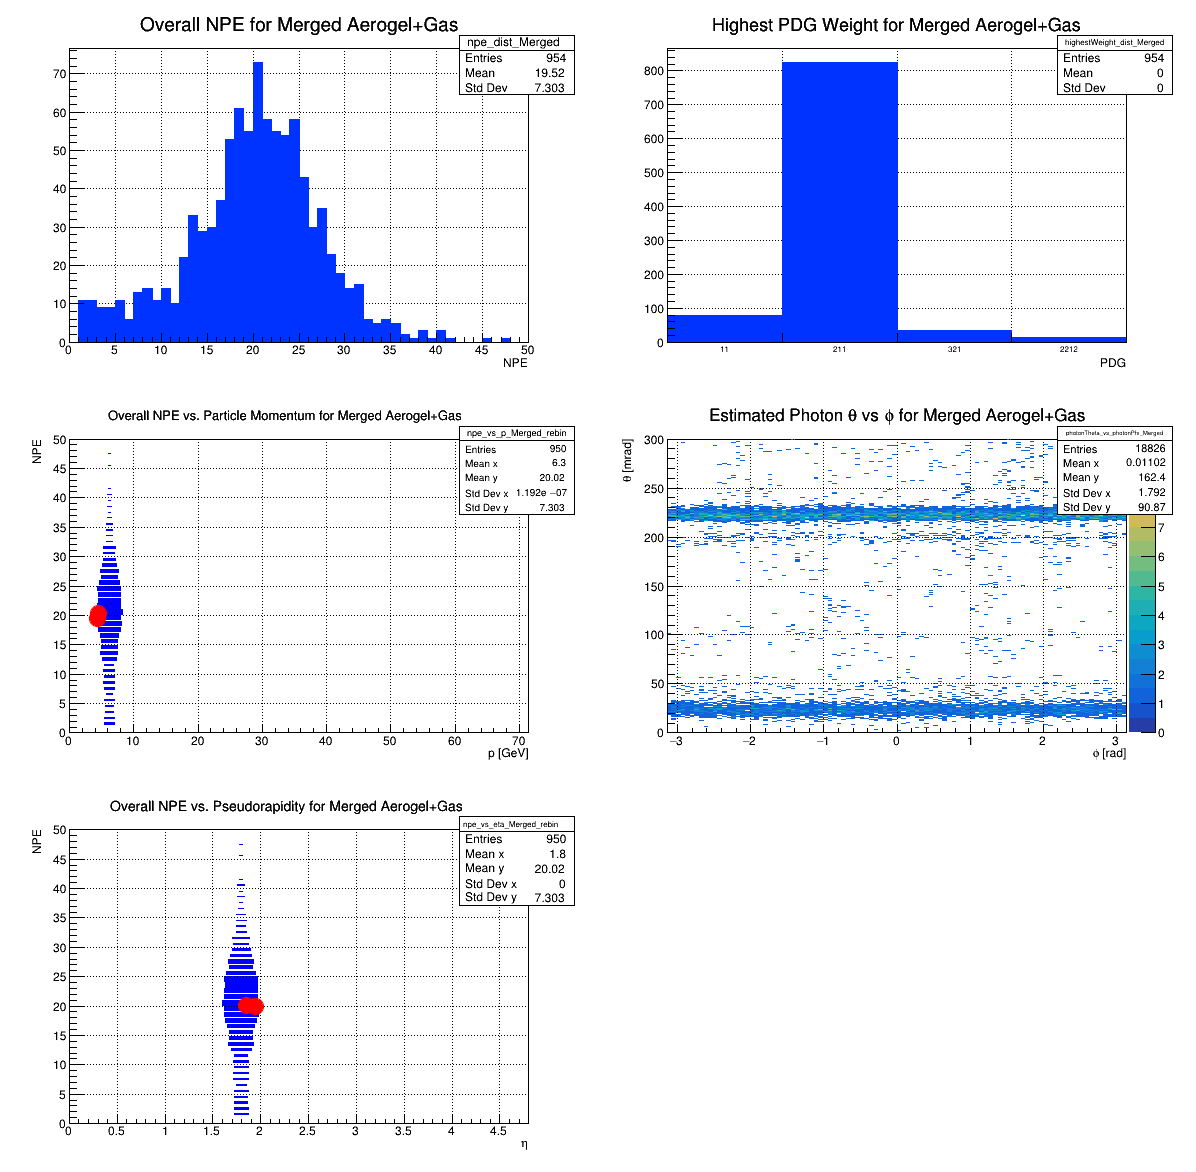 Overall NPE for Merged Aerogel+Gas
npe_dist_Merged
Entries 954
Mean 19.52
Std Dev 7.303
70
60
50
40
30
20
10
0
0 5 10 15 20 25 30 35 40 45 50
NPE
Highest PDG Weight for Merged Aerogel+Gas
highestWeight_dist_Merged
Entries 954
Mean 0
Std Dev 0
800
700
600
500
400
300
200
100
0
11 211 321 2212
PDG
Overall NPE vs. Particle Momentum for Merged Aerogel+Gas
npe_vs_p_Merged_rebin
Entries 950
Mean x 6.3
Mean y 20.02
Std Dev x 1.192e −07
Std Dev y 7.303
NPE
50
45
40
35
30
25
20
15
10
5
0
0 10 20 30 40 50 60 70
p [GeV]
Estimated Photon θ vs ϕ for Merged Aerogel+Gas
photonTheta_vs_photonPhi_Merged
Entries 18826
Mean x 0.01102
Mean y 162.4
Std Dev x 1.792
Std Dev y 90.87
θ [mrad]
300
250
200
150
100
50
0
−3 −2 −1 0 1 2 3
ϕ [rad]
7
6
5
4
3
2
1
0
Overall NPE vs. Pseudorapidity for Merged Aerogel+Gas
npe_vs_eta_Merged_rebin
Entries 950
Mean x 1.8
Mean y 20.02
Std Dev x 0
Std Dev y 7.303
NPE
50
45
40
35
30
25
20
15
10
5
0
0 0.5 1 1.5 2 2.5 3 3.5 4 4.5
η